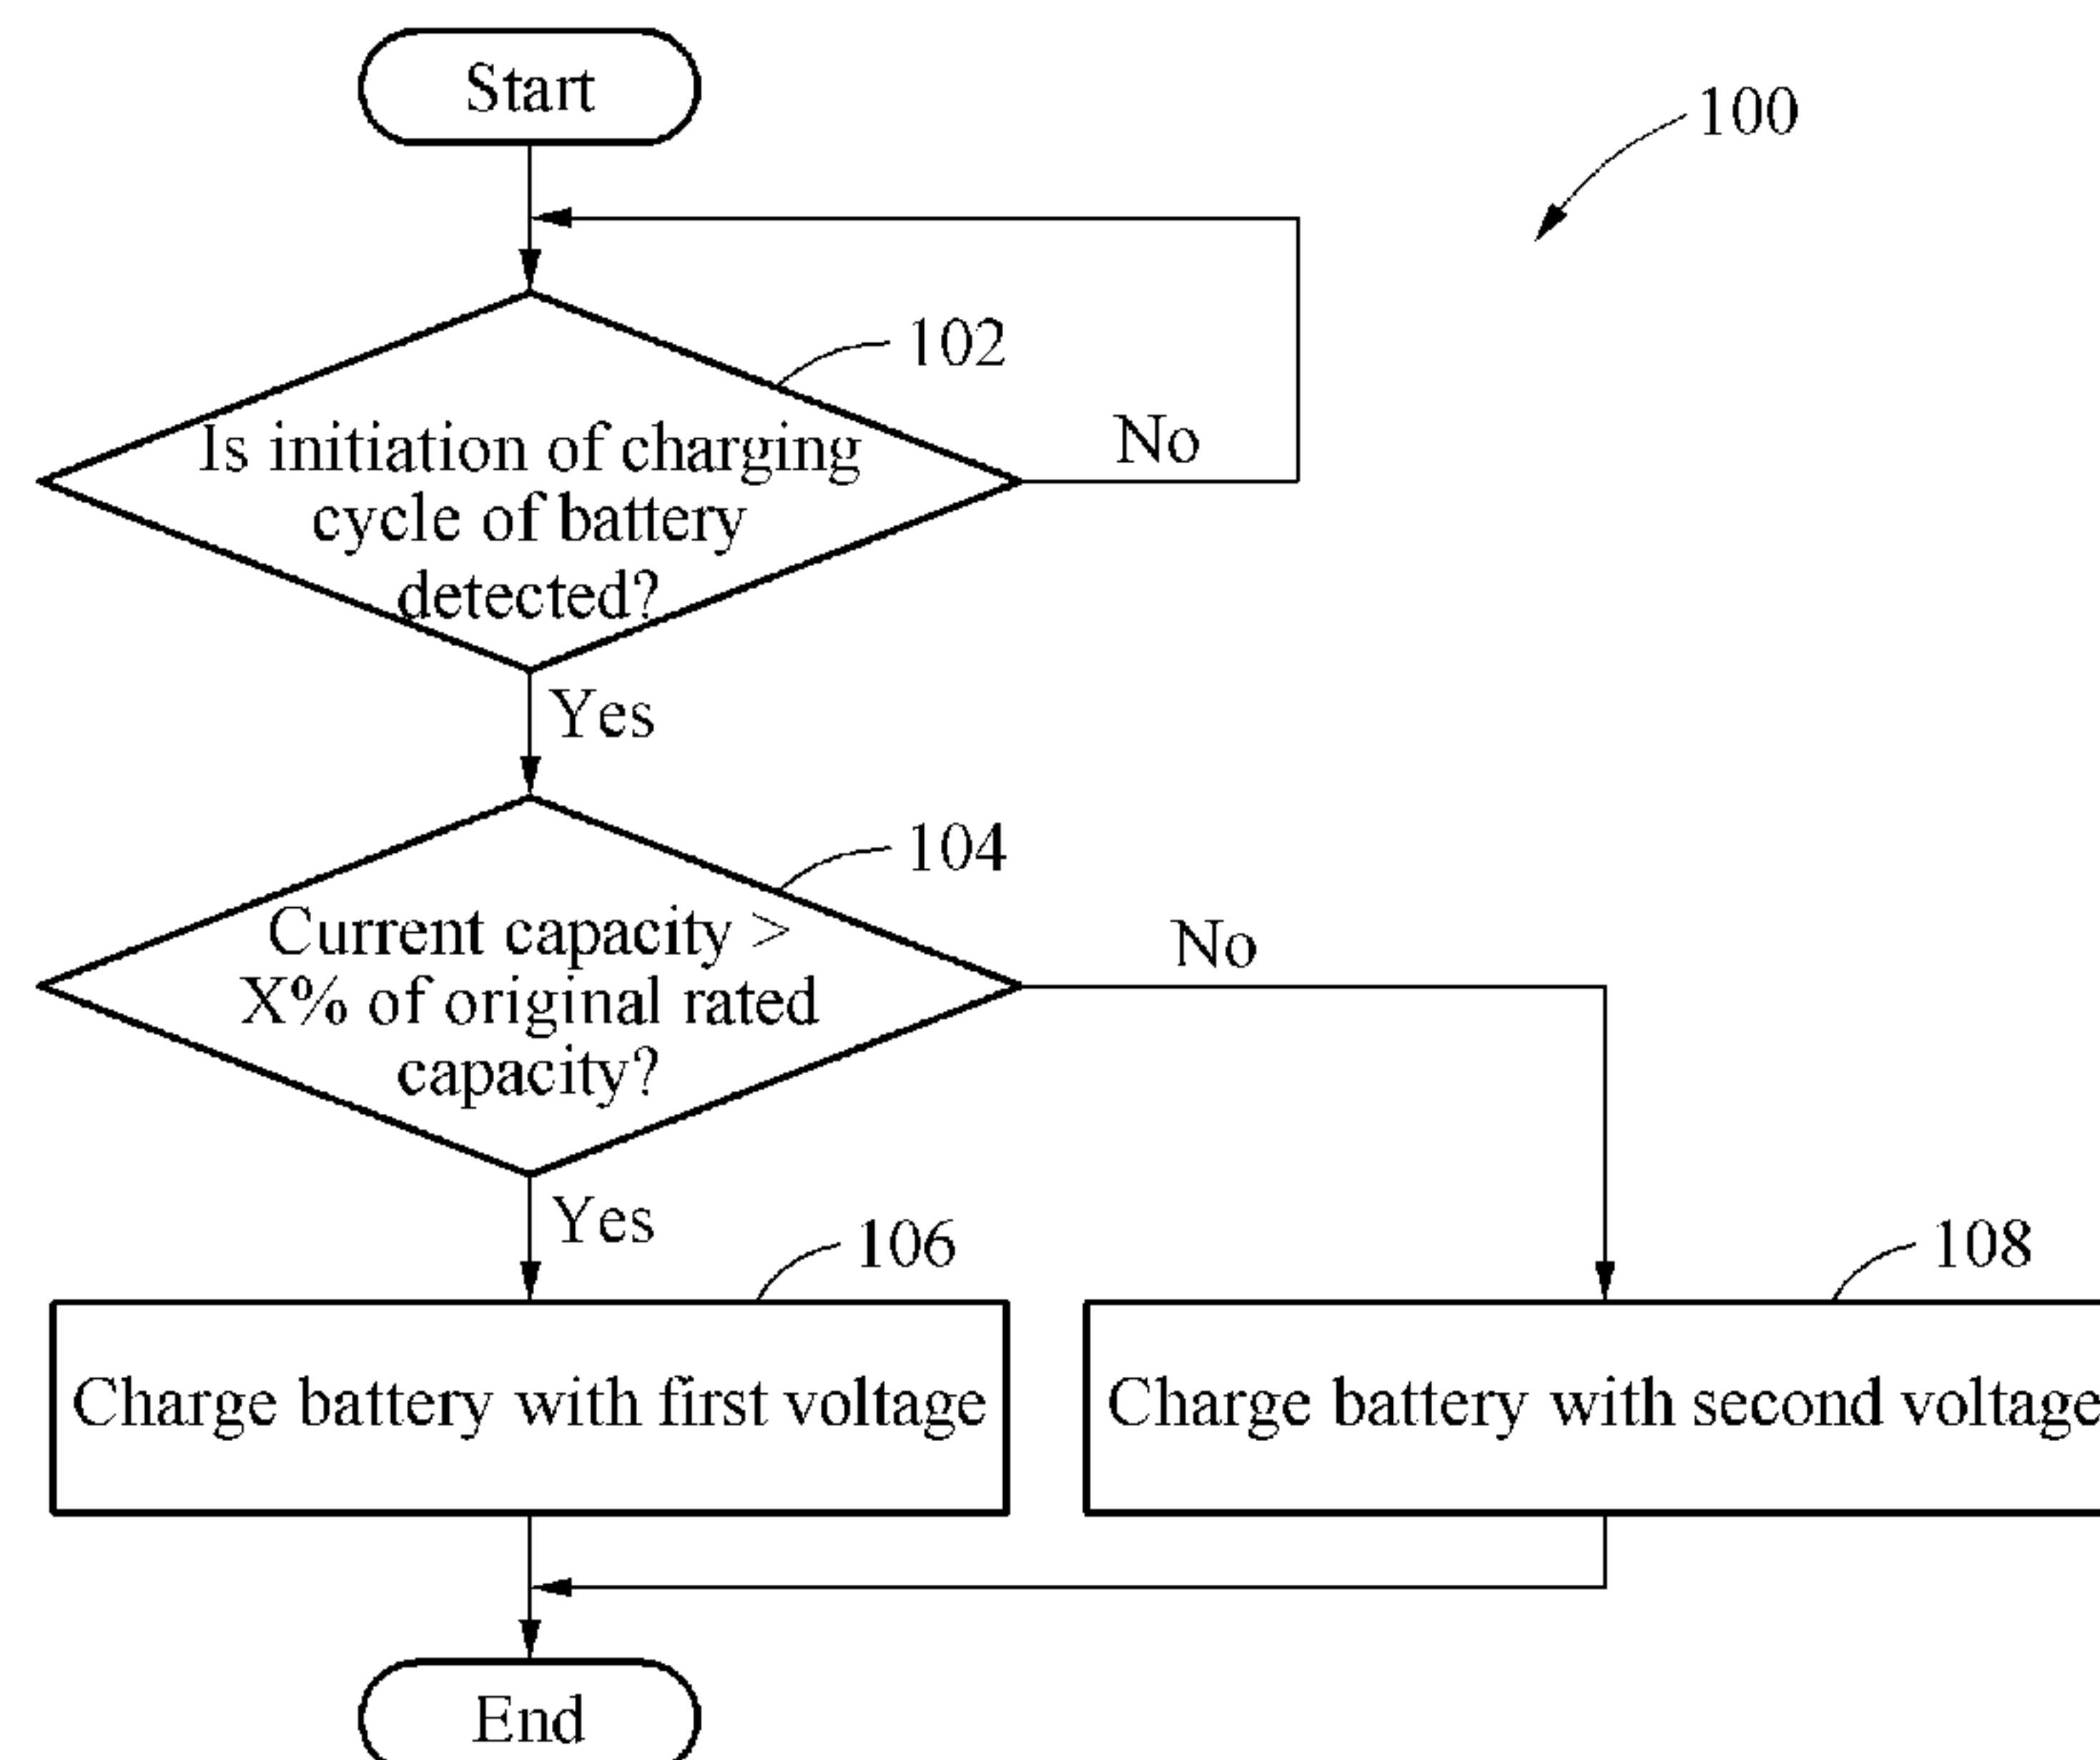 Start
100
102
Is initiation of charging
cycle of battery
detected?
No
Yes
104
Current capacity >
X% of original rated
capacity?
No
Yes
106
108
Charge battery with first voltage
Charge battery with second voltage
End